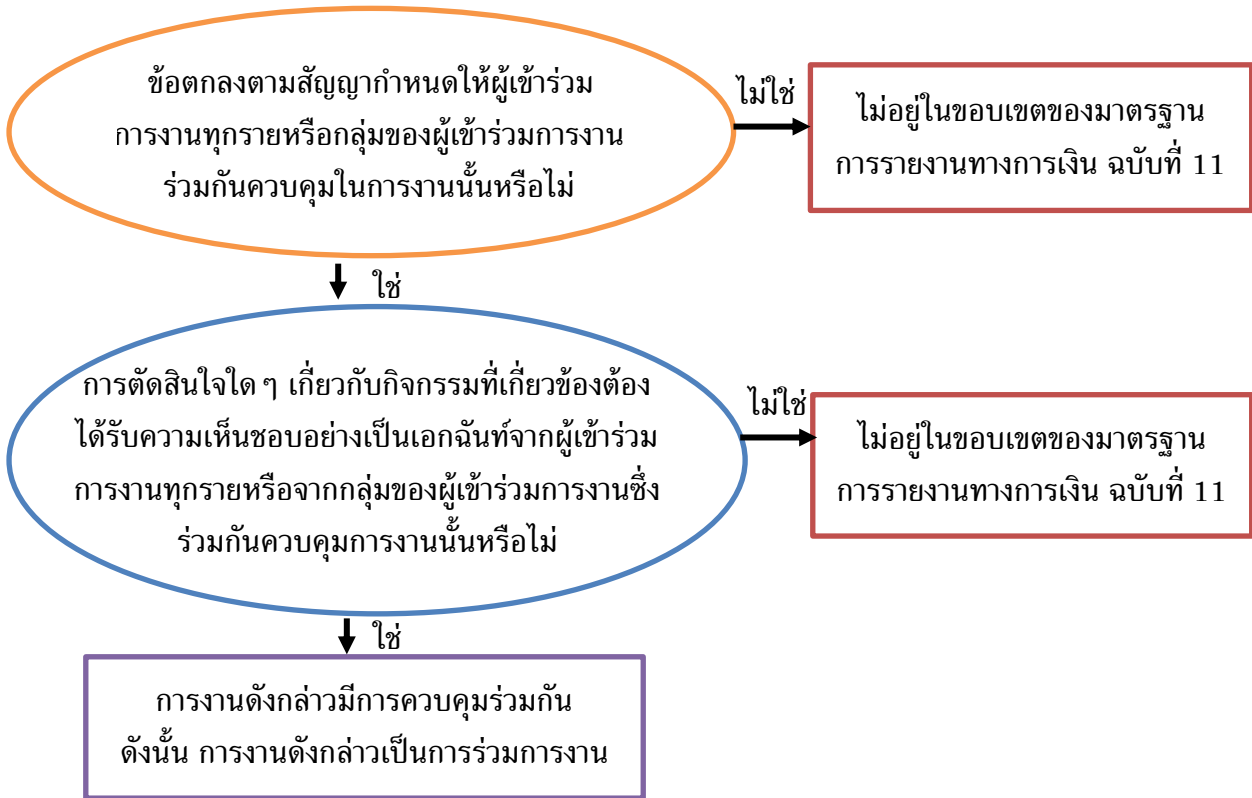 ข้อตกลงตามสัญญากำหนดให้ผู้เข้าร่วม
การงานทุกรายหรือกลุ่มของผู้เข้าร่วมการงาน
ร่วมกันควบคุมในการงานนั้นหรือไม่
ไม่ใช่
ไม่อยู่ในขอบเขตของมาตรฐาน
การรายงานทางการเงิน ฉบับที่ 11
ใช่
การตัดสินใจใด ๆ เกี่ยวกับกิจกรรมที่เกี่ยวข้องต้อง
ได้รับความเห็นชอบอย่างเป็นเอกฉันท์จากผู้เข้าร่วม
การงานทุกรายหรือจากกลุ่มของผู้เข้าร่วมการงานซึ่ง
ร่วมกันควบคุมการงานนั้นหรือไม่
ไม่ใช่
ไม่อยู่ในขอบเขตของมาตรฐาน
การรายงานทางการเงิน ฉบับที่ 11
ใช่
การงานดังกล่าวมีการควบคุมร่วมกัน
ดังนั้น การงานดังกล่าวเป็นการร่วมการงาน